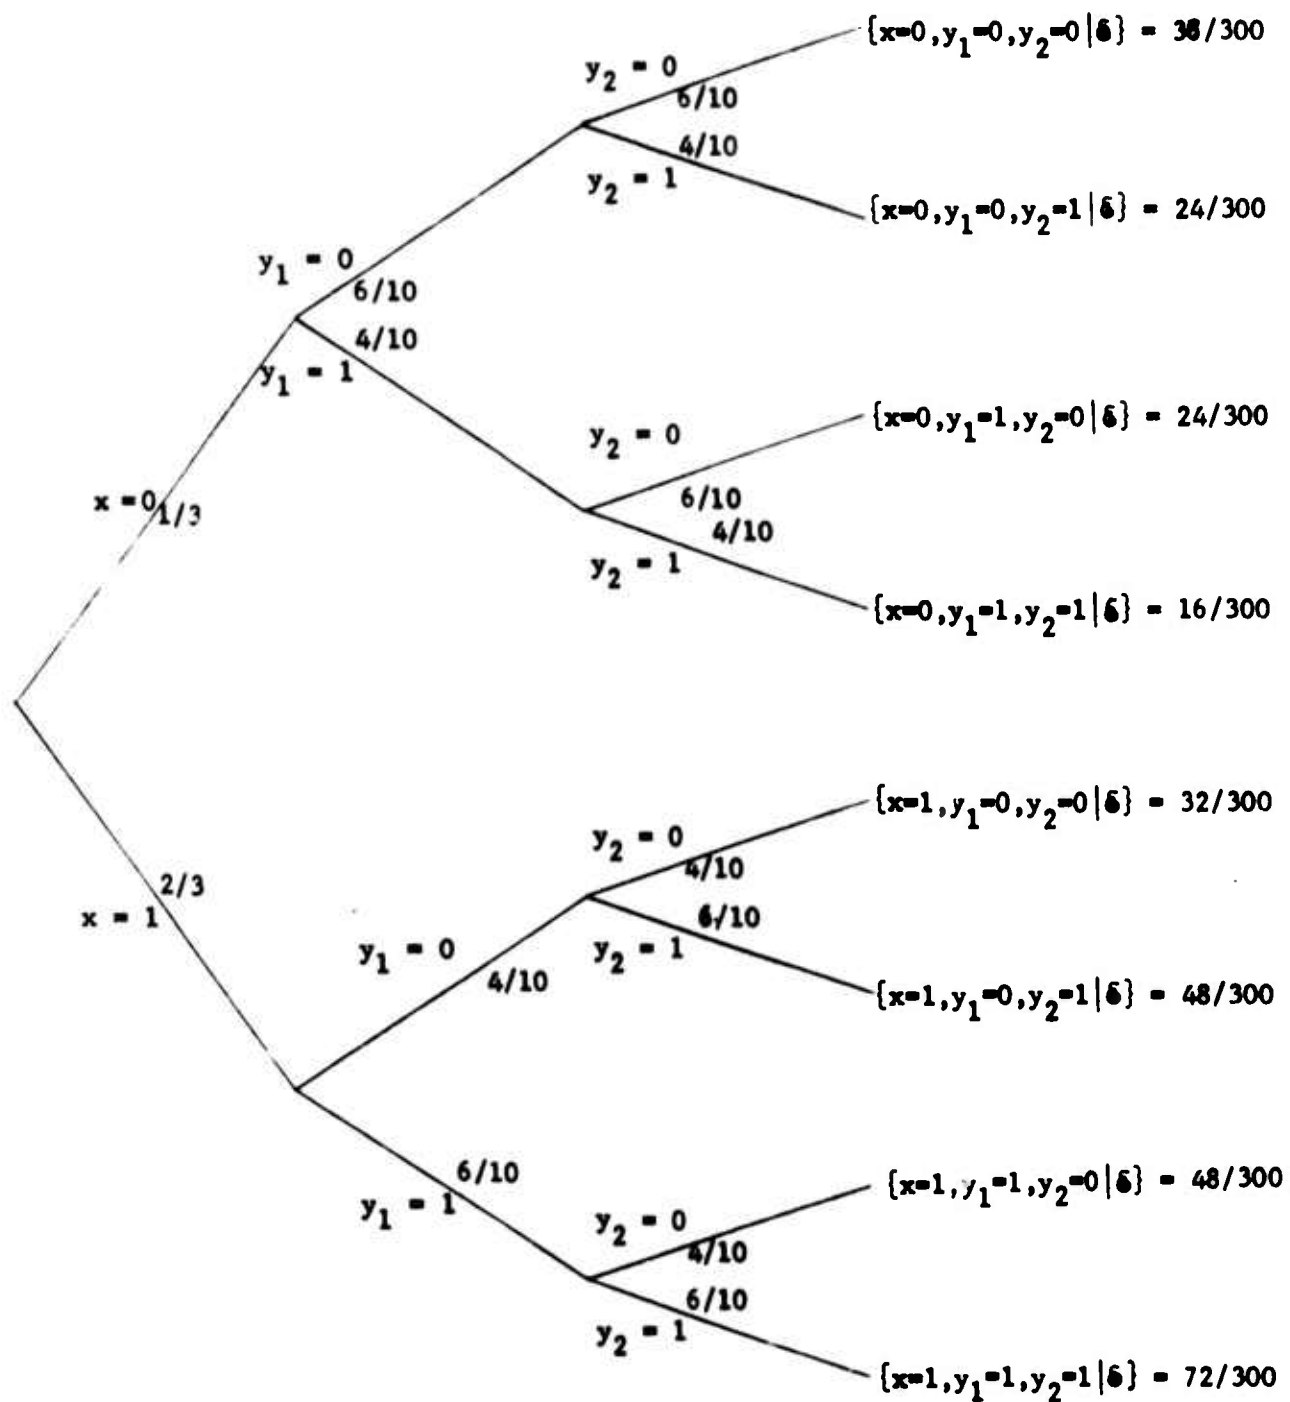 {x=0,y₁=0,y₂=0|δ} = 36/300
y₂ = 0
6/10
4/10
y₂ = 1
{x=0,y₁=0,y₂=1|δ} = 24/300
y₁ = 0
6/10
4/10
y₁ = 1
{x=0,y₁=1,y₂=0|δ} = 24/300
y₂ = 0
6/10
4/10
y₂ = 1
{x=0,y₁=1,y₂=1|δ} = 16/300
x = 0
1/3
{x=1,y₁=0,y₂=0|δ} = 32/300
y₂ = 0
4/10
6/10
y₂ = 1
{x=1,y₁=0,y₂=1|δ} = 48/300
2/3
x = 1
y₁ = 0
4/10
6/10
y₁ = 1
{x=1,y₁=1,y₂=0|δ} = 48/300
y₂ = 0
4/10
6/10
y₂ = 1
{x=1,y₁=1,y₂=1|δ} = 72/300